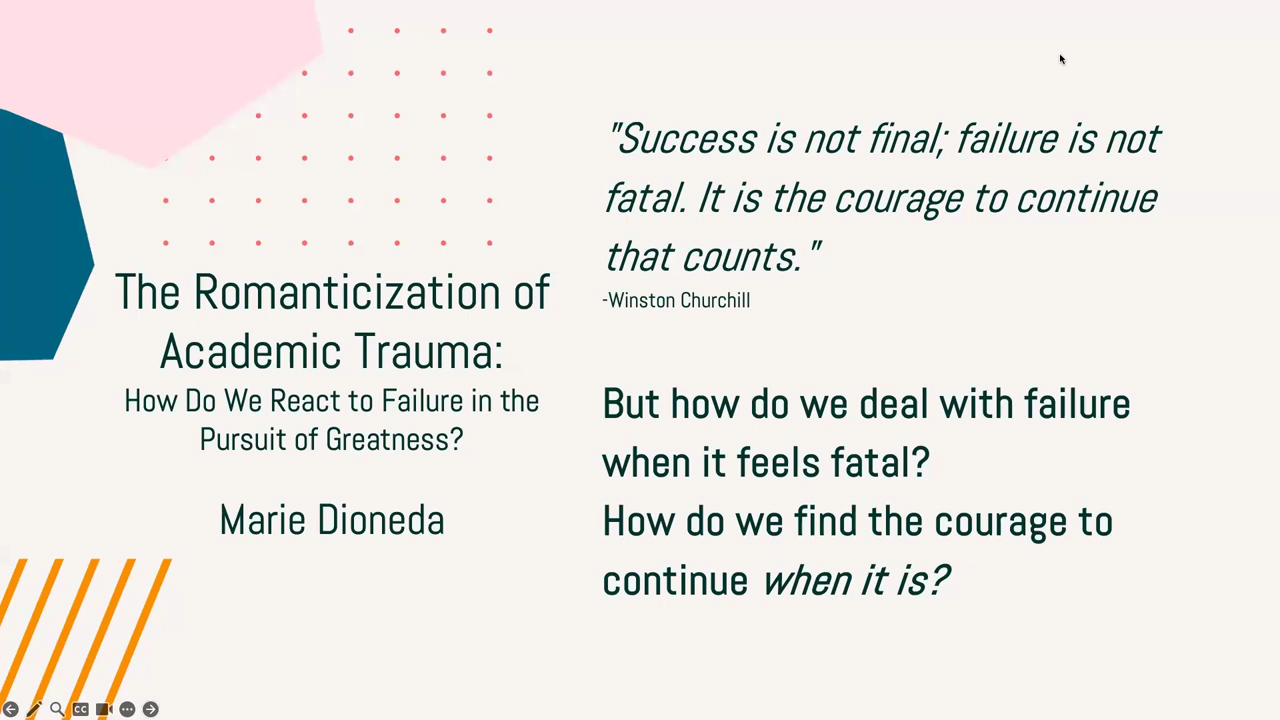 The Romanticization of
Academic Trauma:
How Do We React to Failure in the
Pursuit of Greatness?
Marie Dioneda
"Success is not final; failure is not
fatal. It is the courage to continue
that counts."
-Winston Churchill
But how do we deal with failure
when it feels fatal?
How do we find the courage to
continue when it is?
CC